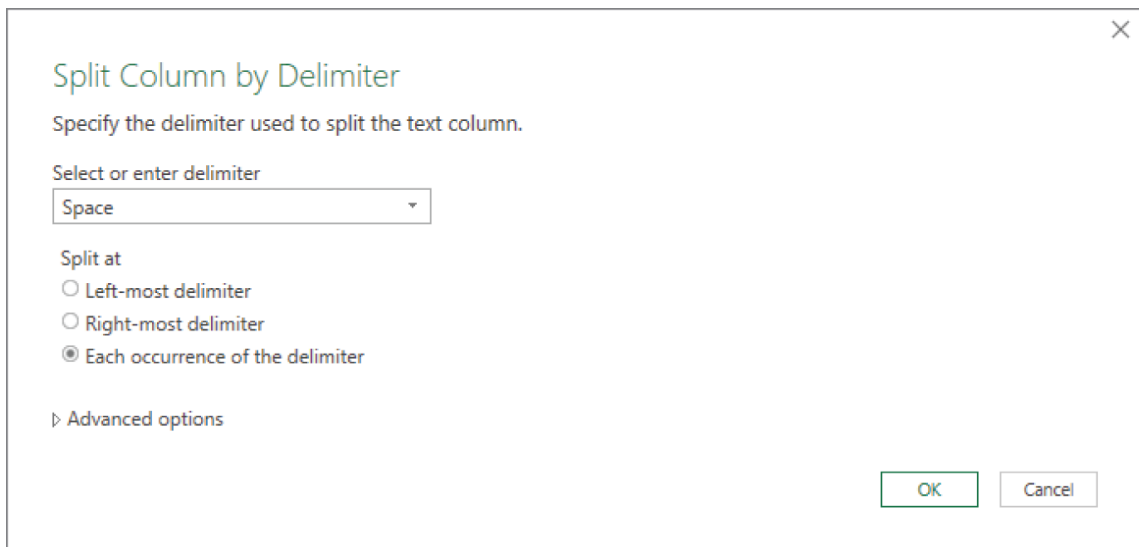 Split Column by Delimiter
Specify the delimiter used to split the text column.
Select or enter delimiter
Space
Split at
Left-most delimiter
Right-most delimiter
Each occurrence of the delimiter
Advanced options
OK Cancel